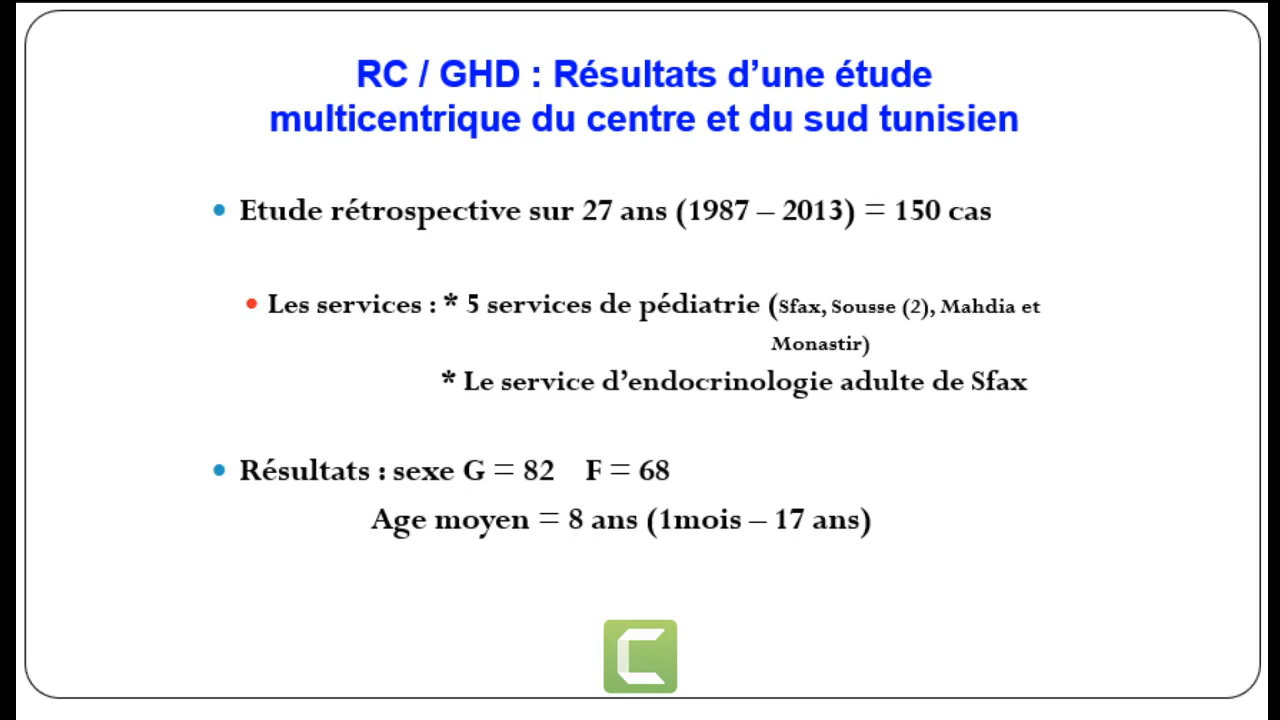 RC / GHD : Résultats d’une étude
multicentrique du centre et du sud tunisien
• Etude rétrospective sur 27 ans (1987 – 2013) = 150 cas
• Les services : * 5 services de pédiatrie (Sfax, Sousse (2), Mahdia et
Monastir)
* Le service d’endocrinologie adulte de Sfax
• Résultats : sexe G = 82 F = 68
Age moyen = 8 ans (1mois – 17 ans)